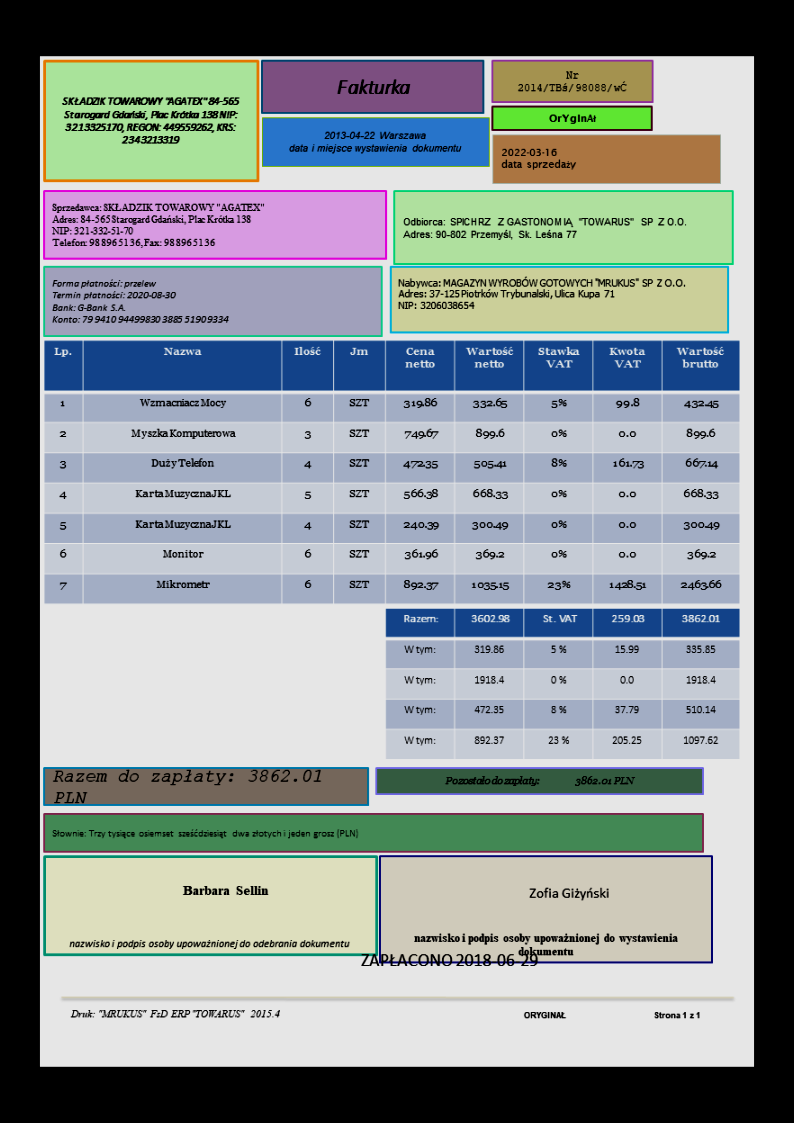 SKŁADZIK TOWAROWY "AGATEX" 84-565
Starogard Gdański, Plac Krótka 138 NIP:
3213325170, REGON: 449559262, KRS:
2343213319
Fakturka
2013-04-22 Warszawa
data i miejsce wystawienia dokumentu
Nr
2014/TBś/98088/wĆ
OrYgInAł
2022-03-16
data sprzedaży
Sprzedawca: SKŁADZIK TOWAROWY "AGATEX"
Adres: 84-565 Starogard Gdański, Plac Krótka 138
NIP: 321-332-51-70
Telefon: 988965136, Fax: 988965136
Odbiorca: SPICHRZ Z GASTONOMIĄ "TOWARUS" SP Z O.O.
Adres: 90-802 Przemyśl, Sk. Leśna 77
Forma płatności: przelew
Termin płatności: 2020-08-30
Bank: G-Bank S.A.
Konto: 79 9410 94499830 3885 51909334
Nabywca: MAGAZYN WYROBÓW GOTOWYCH "MRUKUS" SP Z O.O.
Adres: 37-125 Piotrków Trybunalski, Ulica Kupa 71
NIP: 3206038654
Lp. Nazwa Ilość Jm Cena netto Wartość netto Stawka VAT Kwota VAT Wartość brutto
1 Wzmacniacz Mocy 6 SZT 319.86 332.65 5% 99.8 432.45
2 Myszka Komputerowa 3 SZT 749.67 899.6 0% 0.0 899.6
3 Duży Telefon 4 SZT 472.35 505.41 8% 161.73 667.14
4 Karta Muzyczna JKL 5 SZT 566.38 668.33 0% 0.0 668.33
5 Karta Muzyczna JKL 4 SZT 240.39 300.49 0% 0.0 300.49
6 Monitor 6 SZT 361.96 369.2 0% 0.0 369.2
7 Mikrometr 6 SZT 892.37 1035.15 23% 1428.51 2463.66
Razem: 3602.98 St. VAT 259.03 3862.01
W tym: 319.86 5 % 15.99 335.85
W tym: 1918.4 0 % 0.0 1918.4
W tym: 472.35 8 % 37.79 510.14
W tym: 892.37 23 % 205.25 1097.62
Razem do zapłaty: 3862.01
PLN
Pozostało do zapłaty: 3862.01 PLN
Słownie: Trzy tysiące osiemset sześćdziesiąt dwa złotych i jeden grosz (PLN)
Barbara Sellin
nazwisko i podpis osoby upoważnionej do odebrania dokumentu
Zofia Giżyński
nazwisko i podpis osoby upoważnionej do wystawienia
dokumentu
ZAPŁACONO 2018-06-29
Druk: "MRUKUS" FzD ERP "TOWARUS" 2015.4
ORYGINAŁ
Strona 1 z 1